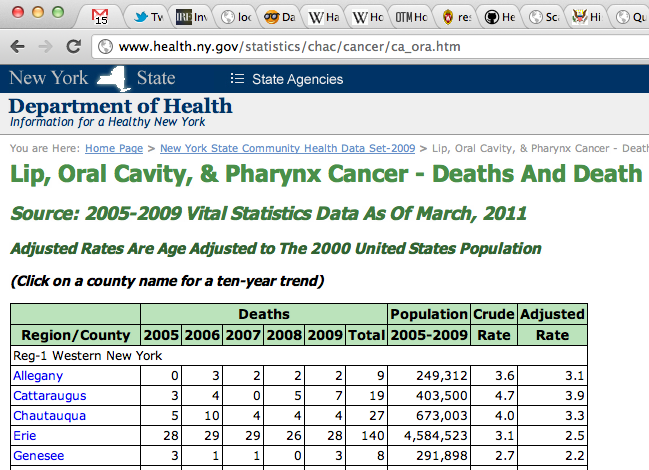 15 Tw Inv loc Da Ha Ho OTM Ho res He Sc Hi Qu
www.health.ny.gov/statistics/chac/cancer/ca_ora.htm
New York State State Agencies
Department of Health
Information for a Healthy New York
You are Here: Home Page > New York State Community Health Data Set-2009 > Lip, Oral Cavity, & Pharynx Cancer - Death
Lip, Oral Cavity, & Pharynx Cancer - Deaths And Death
Source: 2005-2009 Vital Statistics Data As Of March, 2011
Adjusted Rates Are Age Adjusted to The 2000 United States Population
(Click on a county name for a ten-year trend)
Deaths Population Crude Adjusted
Region/County 2005 2006 2007 2008 2009 Total 2005-2009 Rate Rate
Reg-1 Western New York
Allegany 0 3 2 2 2 9 249,312 3.6 3.1
Cattaraugus 3 4 0 5 7 19 403,500 4.7 3.9
Chautauqua 5 10 4 4 4 27 673,003 4.0 3.3
Erie 28 29 29 26 28 140 4,584,523 3.1 2.5
Genesee 3 1 1 0 3 8 291,898 2.7 2.2